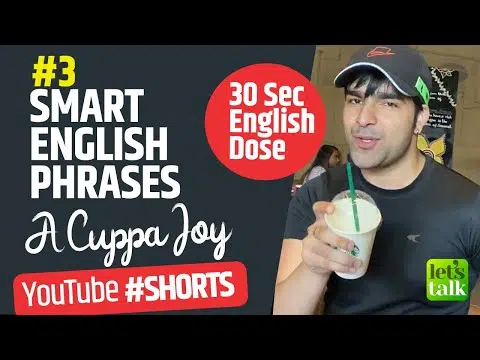 #3
SMART
ENGLISH
PHRASES
A Cuppa Joy
YouTube #SHORTS
30 Sec
English
Dose
let's
talk